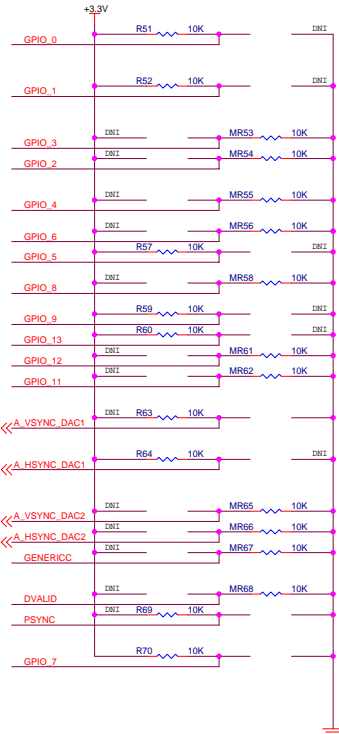 +3.3V
R51 10K DNI
GPIO_0
R52 10K DNI
GPIO_1
DNI MR53 10K
GPIO_3
DNI MR54 10K
GPIO_2
DNI MR55 10K
GPIO_4
DNI MR56 10K
GPIO_6
R57 10K DNI
GPIO_5
DNI MR58 10K
GPIO_8
R59 10K DNI
GPIO_9
R60 10K DNI
GPIO_13
DNI MR61 10K
GPIO_12
DNI MR62 10K
GPIO_11
DNI R63 10K
A_VSYNC_DAC1
R64 10K DNI
A_HSYNC_DAC1
DNI MR65 10K
A_VSYNC_DAC2
DNI MR66 10K
A_HSYNC_DAC2
DNI MR67 10K
GENERICC
DNI MR68 10K
DVALID
DNI R69 10K
PSYNC
R70 10K
GPIO_7